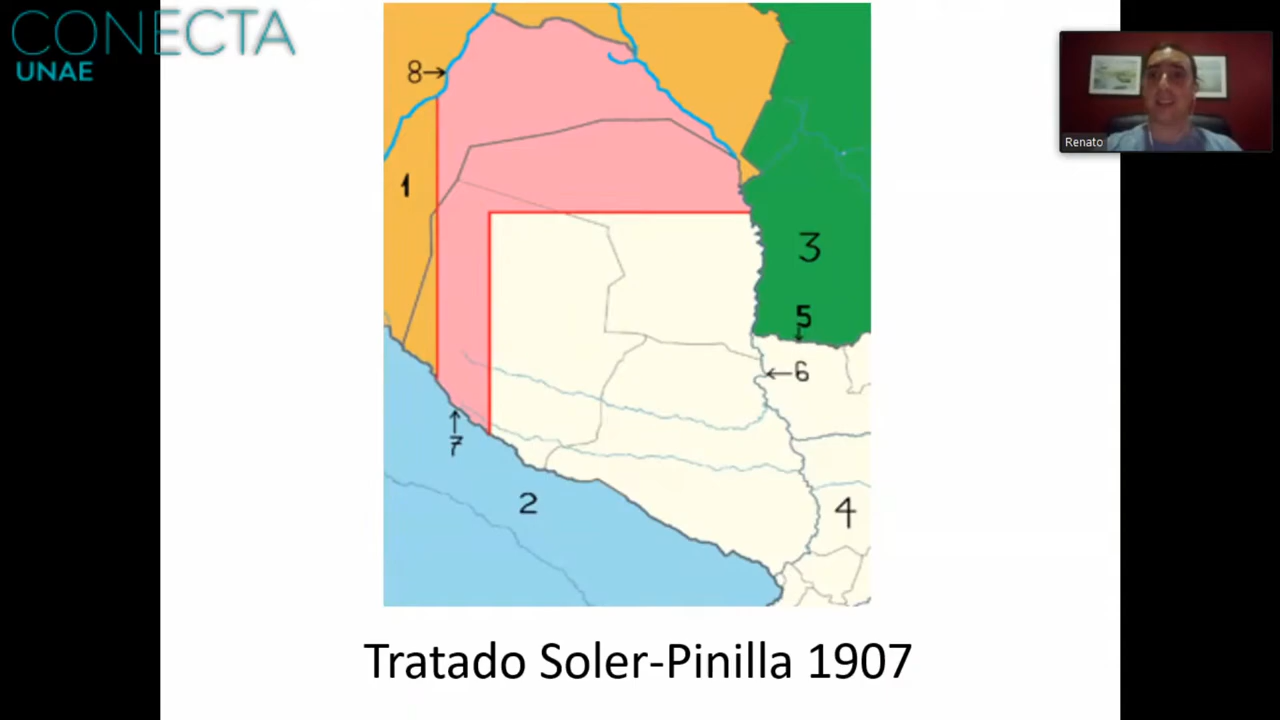 CONECTA
UNAE
Renato
8
1
3
5
6
7
2
4
Tratado Soler-Pinilla 1907